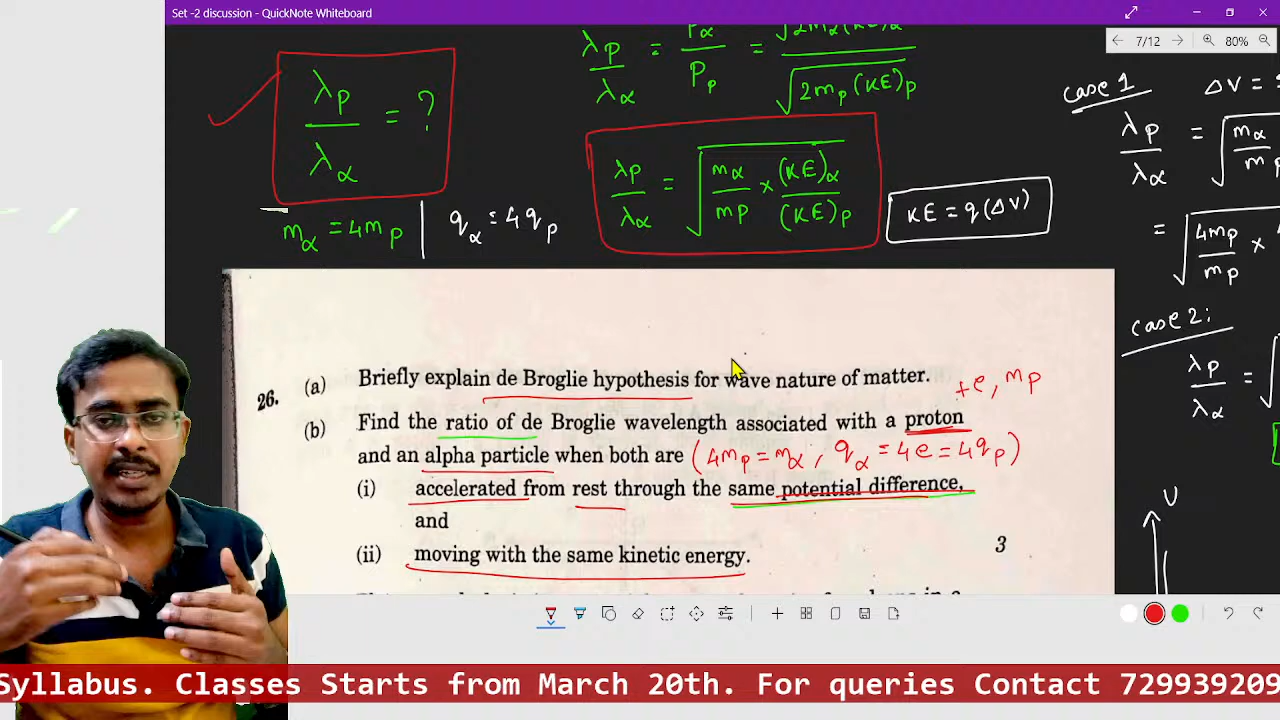 Set -2 discussion - QuickNote Whiteboard
7/12
80%
λp/λα = ?
λp/λα = Pα/Pp = √2mα(KE)α/√2mp(KE)p
λp/λα = √(mα/mp × (KE)α/(KE)p)
KE = q(ΔV)
mα = 4mp | qα = 4qp
case 1 ΔV =
λp/λα = √mα/m
= √4mp/mp ×
case 2:
λp/λα =
V
26. (a) Briefly explain de Broglie hypothesis for wave nature of matter.
+e, mp
(b) Find the ratio of de Broglie wavelength associated with a proton
and an alpha particle when both are (4mp = mα ; qα = 4e = 4qp)
(i) accelerated from rest through the same potential difference,
and
(ii) moving with the same kinetic energy. 3
Syllabus. Classes Starts from March 20th. For queries Contact 729939209